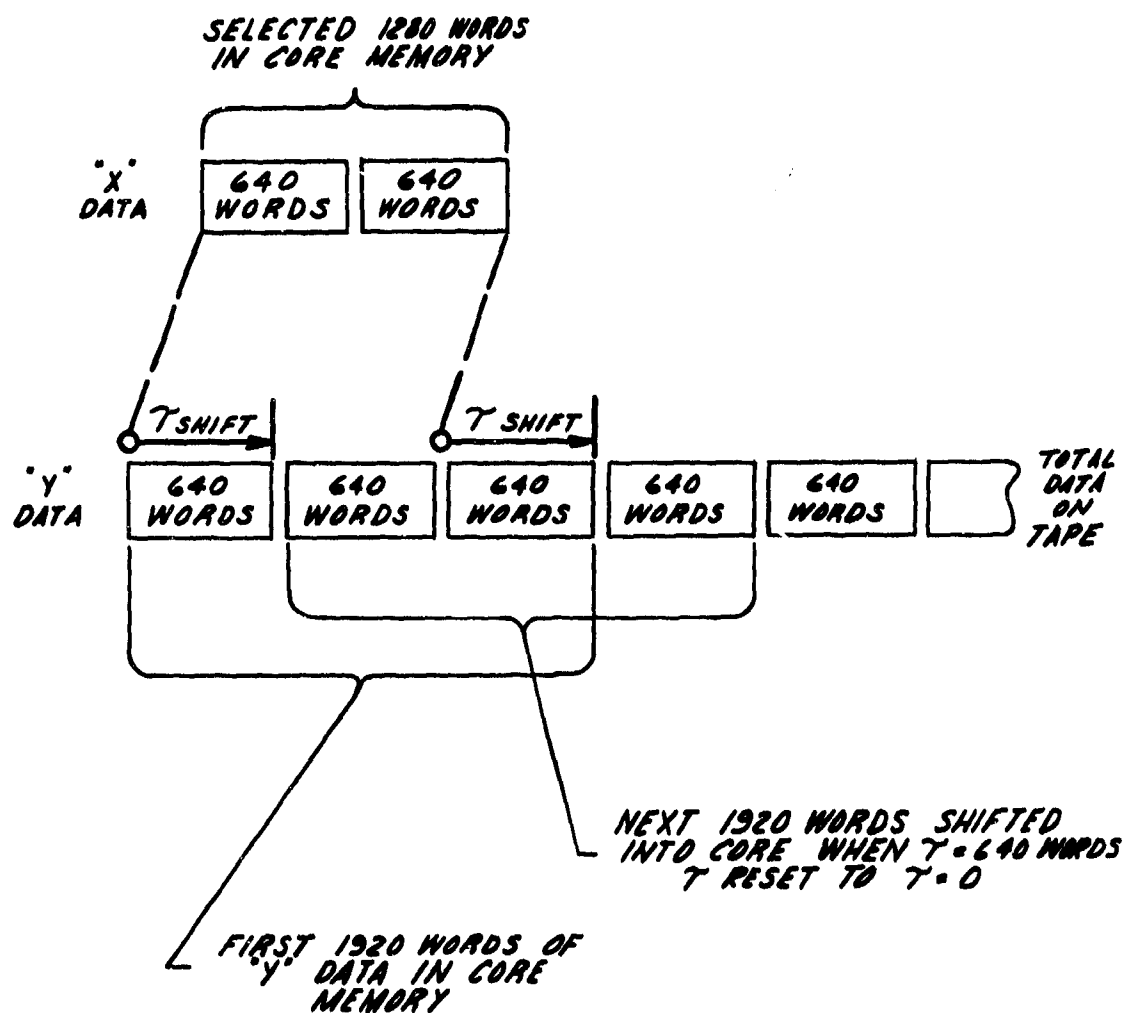 SELECTED 1280 WORDS
IN CORE MEMORY
"X"
DATA
640
WORDS
640
WORDS
τ SHIFT
τ SHIFT
"Y"
DATA
640
WORDS
640
WORDS
640
WORDS
640
WORDS
640
WORDS
TOTAL
DATA
ON
TAPE
NEXT 1920 WORDS SHIFTED
INTO CORE WHEN τ = 640 WORDS
τ RESET TO τ = 0
FIRST 1920 WORDS OF
"Y" DATA IN CORE
MEMORY